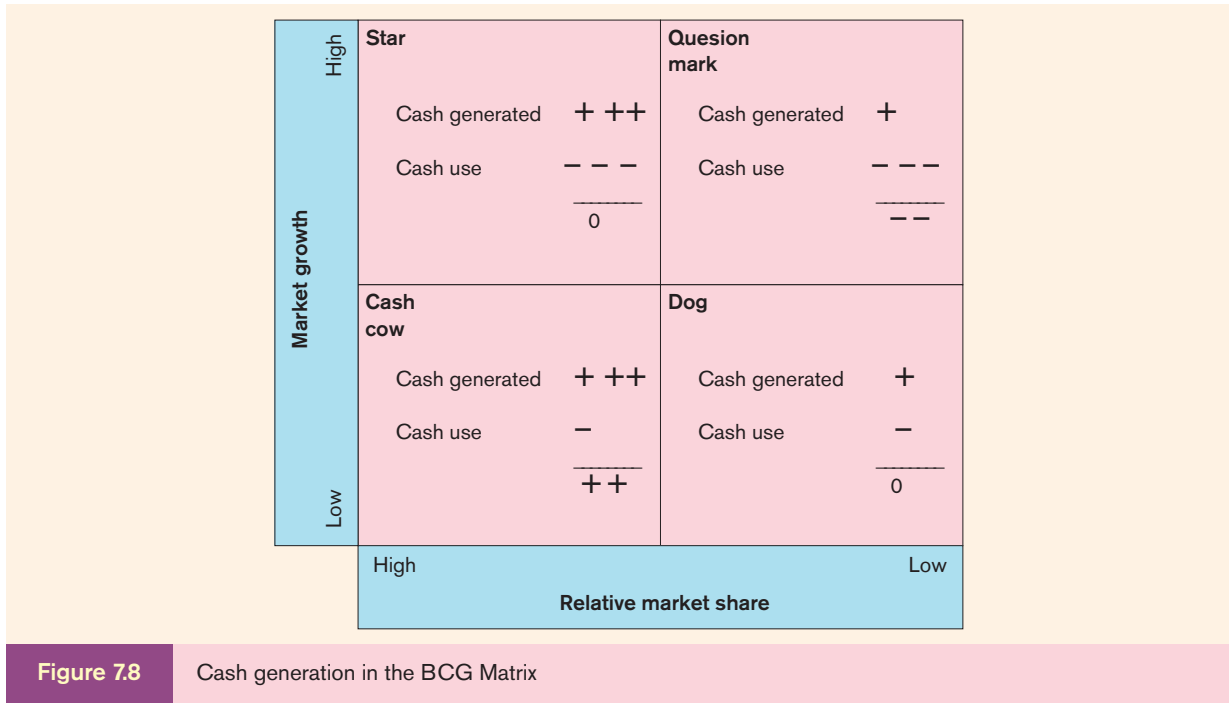 Market growth
High
Low
Star
Cash generated + ++
Cash use – – –
0
Quesion
mark
Cash generated +
Cash use – – –
– –
Cash
cow
Cash generated + ++
Cash use –
++
Dog
Cash generated +
Cash use –
0
High Low
Relative market share
Figure 7.8 Cash generation in the BCG Matrix